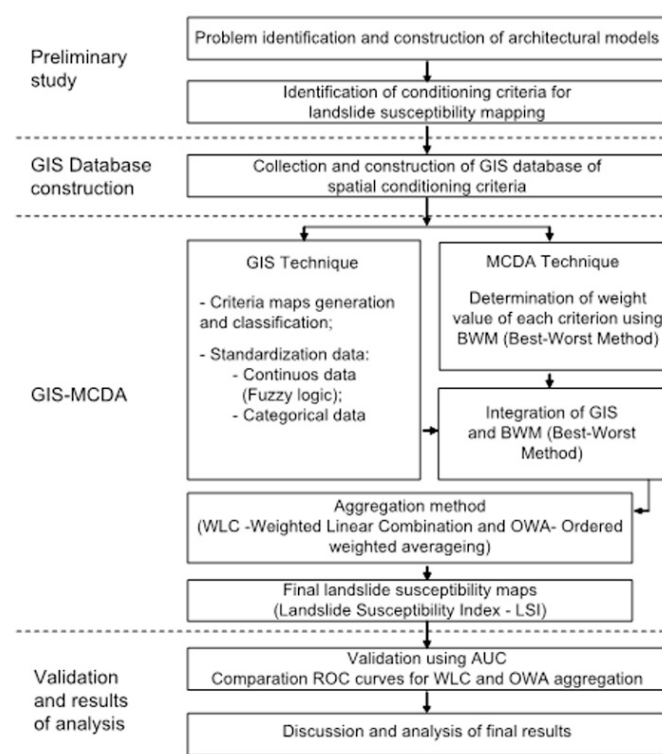 Preliminary
study
Problem identification and construction of architectural models
Identification of conditioning criteria for
landslide susceptibility mapping
GIS Database
construction
Collection and construction of GIS database of
spatial conditioning criteria
GIS-MCDA
GIS Technique
- Criteria maps generation
and classification;
- Standardization data:
- Continuos data
(Fuzzy logic);
- Categorical data
MCDA Technique
Determination of weight
value of each criterion using
BWM (Best-Worst Method)
Integration of GIS
and BWM (Best-Worst
Method)
Aggregation method
(WLC -Weighted Linear Combination and OWA- Ordered
weighted averageing)
Final landslide susceptibility maps
(Landslide Susceptibility Index - LSI)
Validation
and results
of analysis
Validation using AUC
Comparation ROC curves for WLC and OWA aggregation
Discussion and analysis of final results